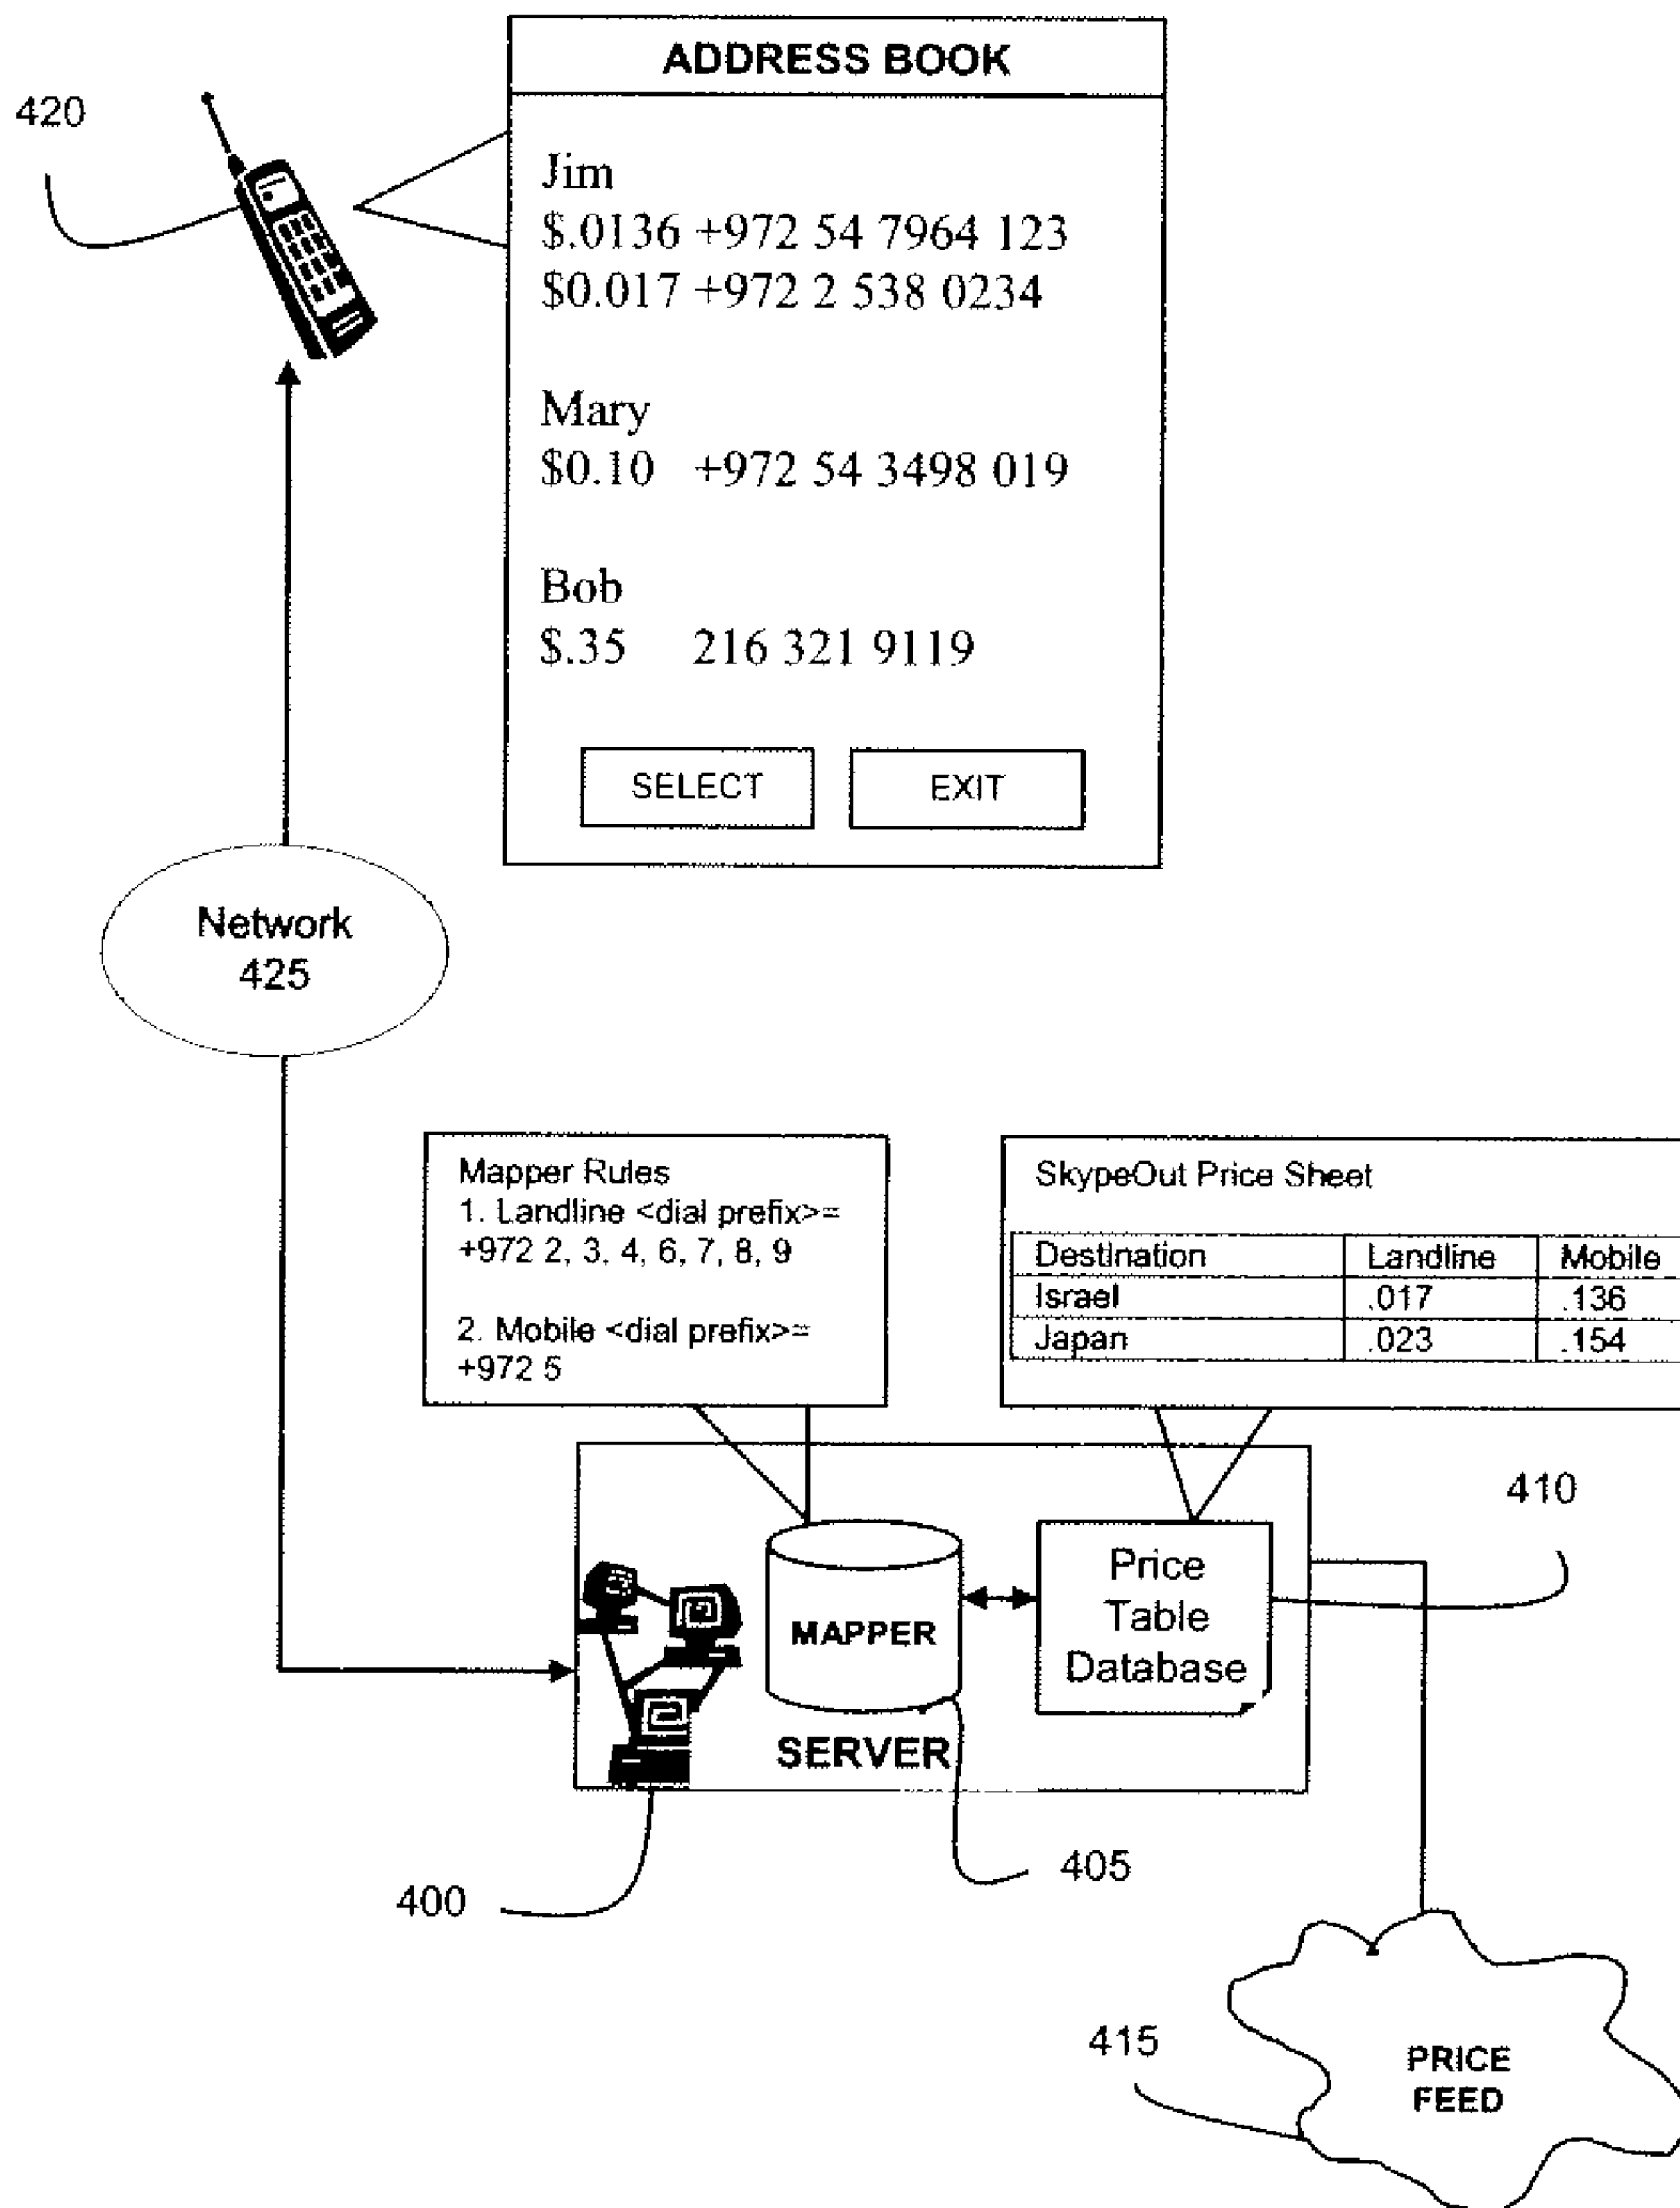 420
ADDRESS BOOK
Jim
$.0136 +972 54 7964 123
$0.017 +972 2 538 0234
Mary
$0.10 +972 54 3498 019
Bob
$.35 216 321 9119
SELECT EXIT
Network
425
Mapper Rules
1. Landline <dial prefix>=
+972 2, 3, 4, 6, 7, 8, 9
2. Mobile <dial prefix>=
+972 5
SkypeOut Price Sheet
Destination Landline Mobile
Israel .017 .136
Japan .023 .154
410
MAPPER
Price
Table
Database
SERVER
400
405
415
PRICE
FEED